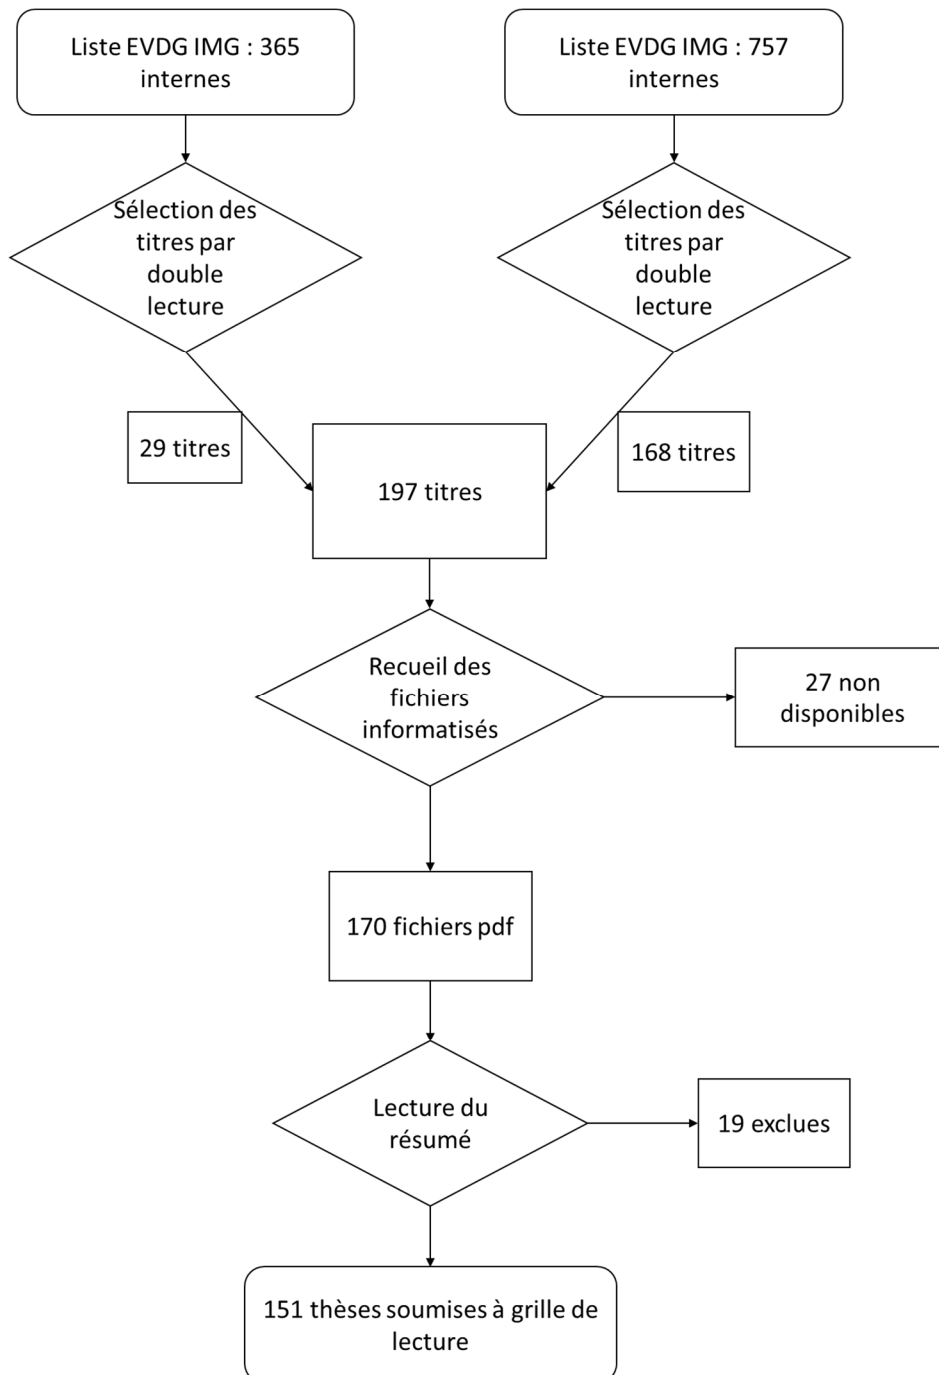 Liste EVDG IMG : 365
internes
Liste EVDG IMG : 757
internes
Sélection des
titres par
double
lecture
Sélection des
titres par
double
lecture
29 titres
168 titres
197 titres
Recueil des
fichiers
informatisés
27 non
disponibles
170 fichiers pdf
Lecture du
résumé
19 exclues
151 thèses soumises à grille de
lecture